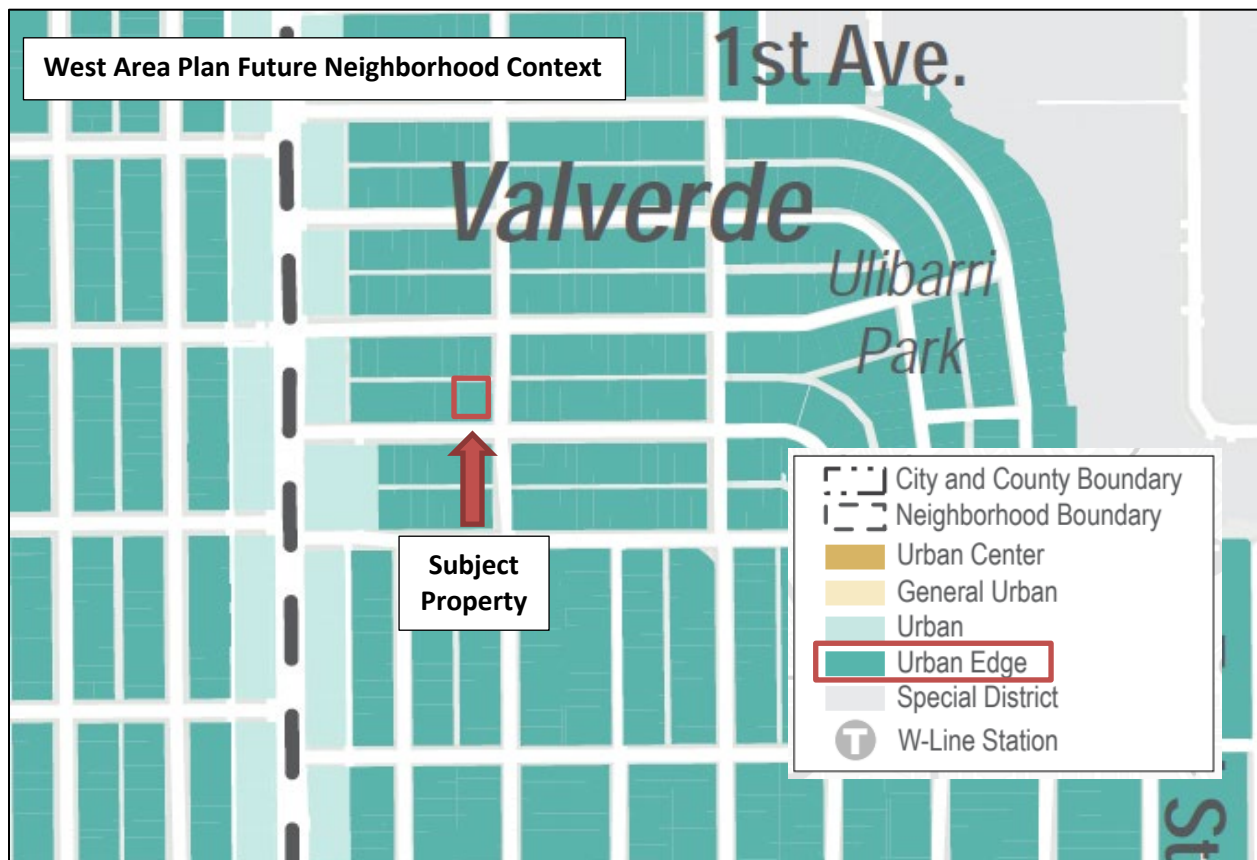 West Area Plan Future Neighborhood Context
1st Ave.
Valverde
Ulibarri
Park
Subject
Property
City and County Boundary
Neighborhood Boundary
Urban Center
General Urban
Urban
Urban Edge
Special District
T W-Line Station
St